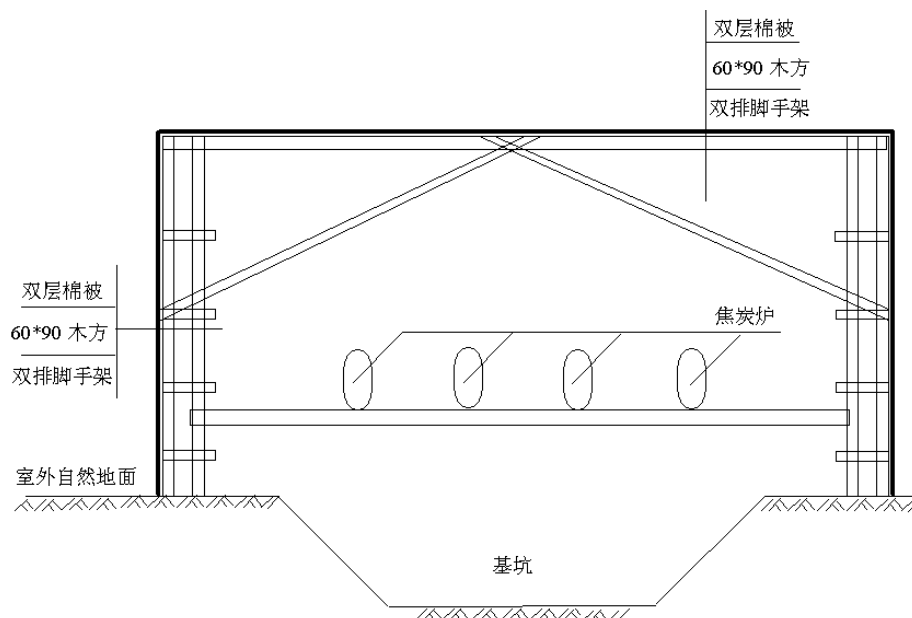 双层棉被
60*90 木方
双排脚手架
双层棉被
60*90 木方
双排脚手架
焦炭炉
室外自然地面
基坑